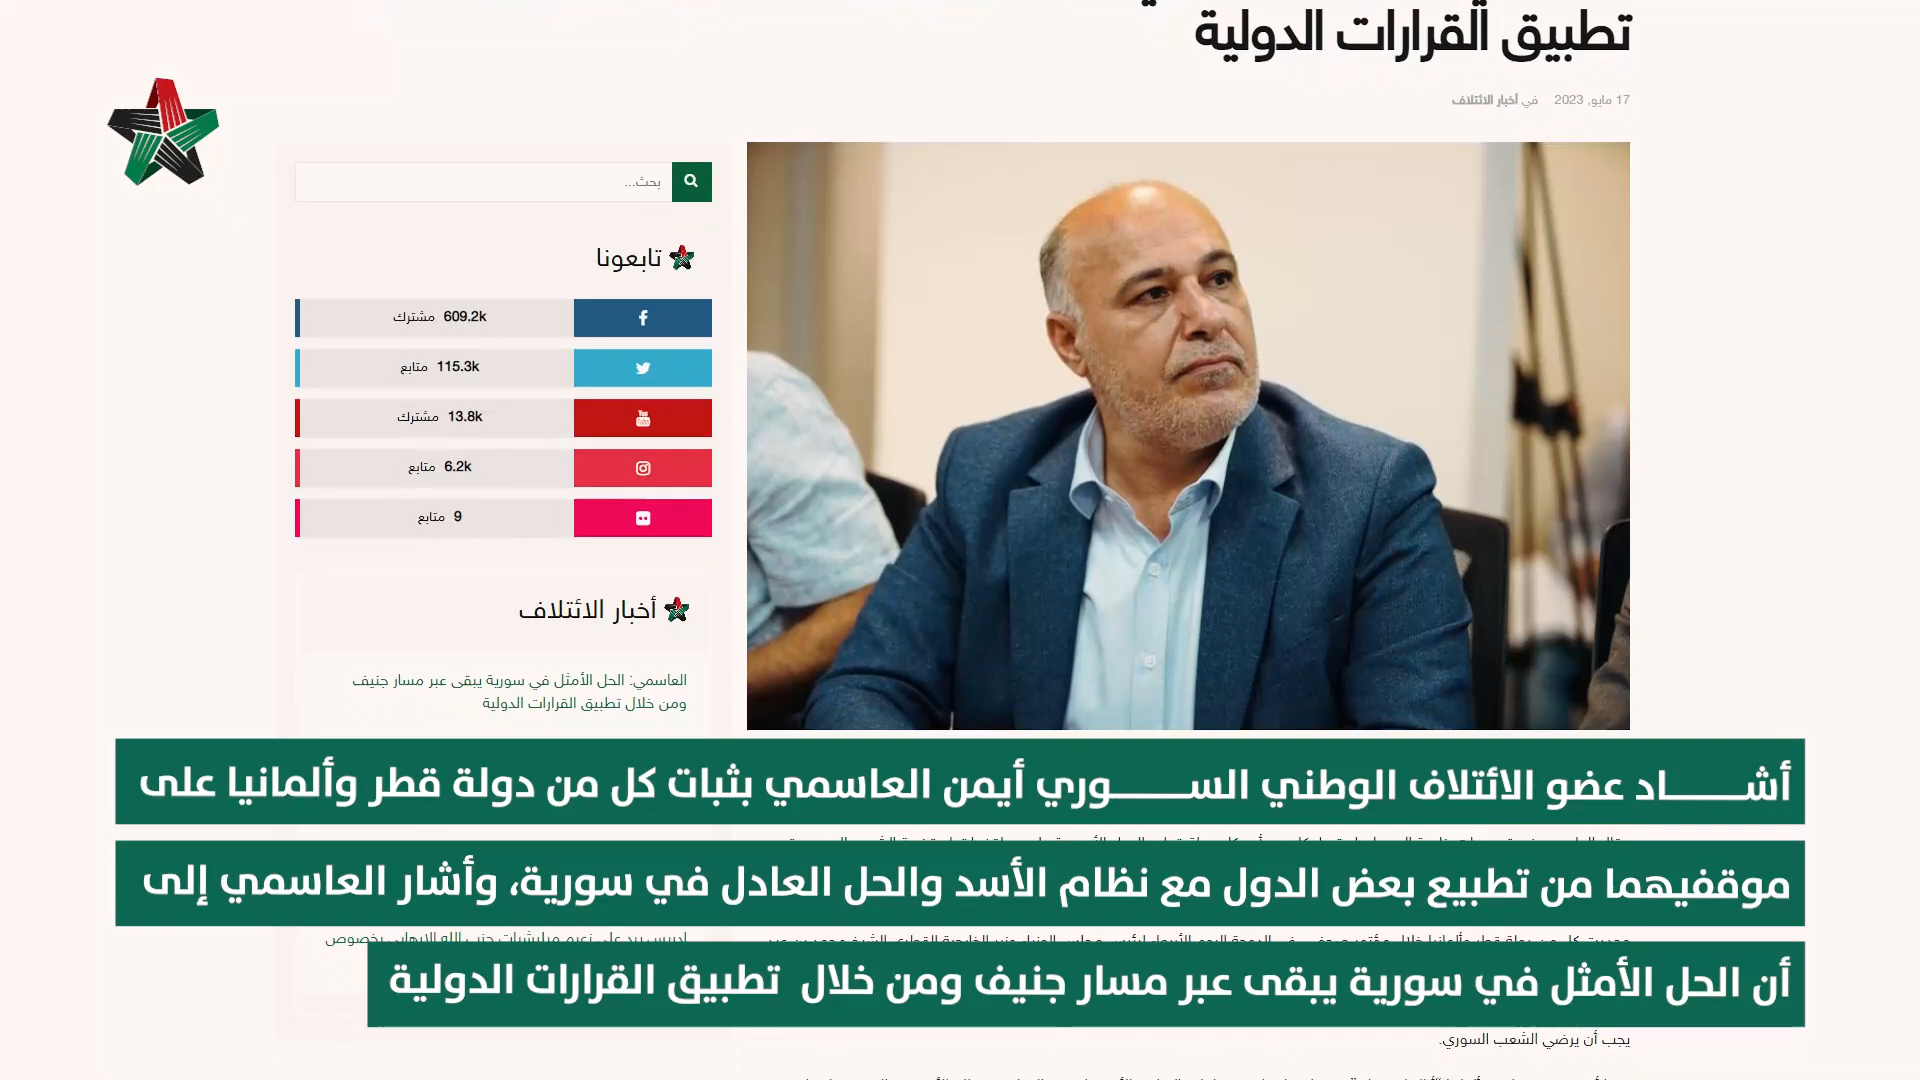 تطبيق القرارات الدولية
17 مايو, 2023 في أخبار الائتلاف
بحث...
تابعونا
609.2k مشترك
115.3k متابع
You
13.8k مشترك
6.2k متابع
9 متابع
أخبار الائتلاف
العاسمي: الحل الأمثل في سورية يبقى عبر مسار جنيف
ومن خلال تطبيق القرارات الدولية
أشـــــاد عضو الائتلاف الوطني الســـــوري أيمن العاسمي بثبات كل من دولة قطر وألمانيا على
موقفيهما من تطبيع بعض الدول مع نظام الأسد والحل العادل في سورية، وأشار العاسمي إلى
أن الحل الأمثل في سورية يبقى عبر مسار جنيف ومن خلال تطبيق القرارات الدولية
يجب أن يرضي الشعب السوري.